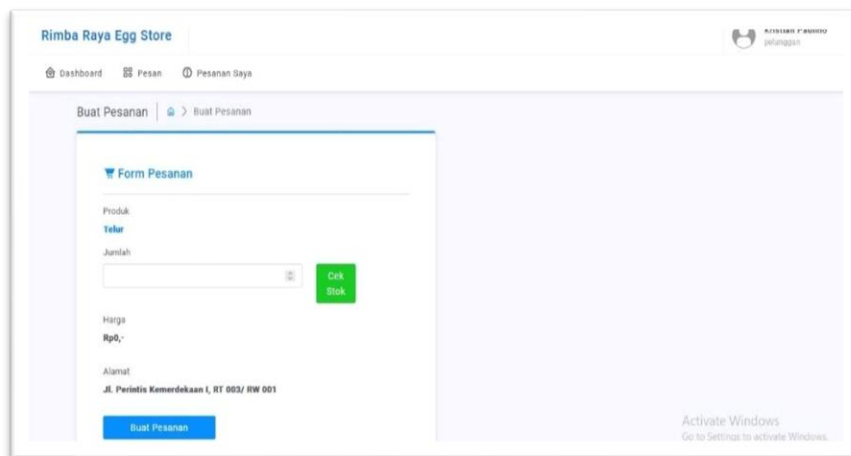 Rimba Raya Egg Store
pelanggan
Dashboard Pesan Pesanan Saya
Buat Pesanan > Buat Pesanan
Form Pesanan
Produk
Telur
Jumlah
Cek
Stok
Harga
Rp0,-
Alamat
Jl. Perintis Kemerdekaan I, RT 003/ RW 001
Buat Pesanan
Activate Windows
Go to Settings to activate Windows.